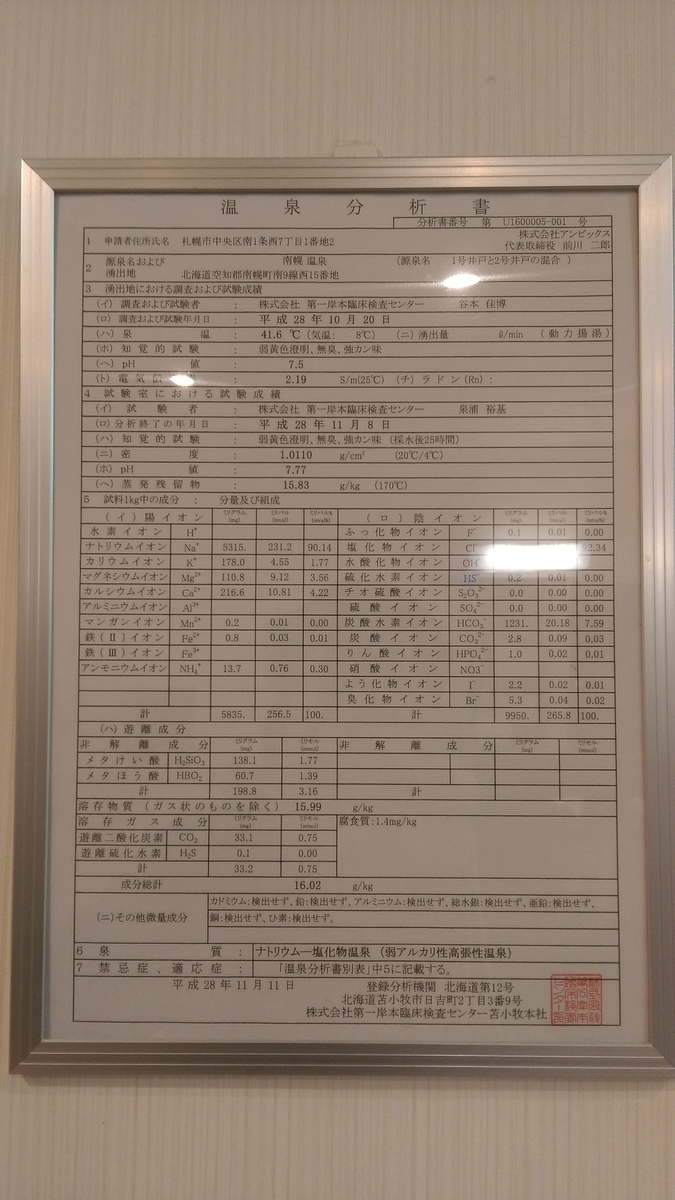 温泉分析書
分析書番号 第 U1600005-001 号
1 申請者住所氏名 札幌市中央区南1条西7丁目1番地2 株式会社アンビックス
代表取締役 前川 二郎
2 源泉名および湧出地 南幌 温泉 (源泉名 1号井戸と2号井戸の混合 )
北海道空知郡南幌町南9線西15番地
3 湧出地における調査および試験成績
(イ) 調査および試験者 : 株式会社 第一岸本臨床検査センター 谷本 佳博
(ロ) 調査および試験年月日 : 平成 28 年 10 月 20 日
(ハ) 泉温 : 41.6 ℃ (気温: 8℃) (ニ) 湧出量 ℓ/min (動力揚湯)
(ホ) 知覚的試験 : 弱黄色澄明、無臭、強カン味
(ヘ) pH 値 : 7.5
(ト) 電気伝 : 2.19 S/m(25℃) (チ) ラドン(Rn) :
4 試験室における試験成績
(イ) 試験者 : 株式会社 第一岸本臨床検査センター 泉浦 裕基
(ロ) 分析終了の年月日 : 平成 28 年 11 月 8 日
(ハ) 知覚的試験 : 弱黄色澄明、無臭、強カン味 (採水後25時間)
(ニ) 密度 : 1.0110 g/cm³ (20℃/4℃)
(ホ) pH 値 : 7.77
(ヘ) 蒸発残留物 : 15.83 g/kg (170℃)
5 試料1kg中の成分 : 分量及び組成
(イ) 陽イオン ミリグラム(mg) ミリバル(mval) ミリバル%(mval%) (ロ) 陰イオン ミリグラム(mg) ミリバル(mval) ミリバル%(mval%)
水素イオン H⁺ ふっ化物イオン F⁻ 0.1 0.01 0.00
ナトリウムイオン Na⁺ 5315. 231.2 90.14 塩化物イオン Cl 92.34
カリウムイオン K⁺ 178.0 4.55 1.77 水酸化物イオン OH
マグネシウムイオン Mg²⁺ 110.8 9.12 3.56 硫化水素イオン HS⁻ 0.2 0.01 0.00
カルシウムイオン Ca²⁺ 216.6 10.81 4.22 チオ硫酸イオン S₂O₃²⁻ 0.0 0.00 0.00
アルミニウムイオン Al³⁺ 硫酸イオン SO₄²⁻ 0.0 0.00 0.00
マンガンイオン Mn²⁺ 0.2 0.01 0.00 炭酸水素イオン HCO₃⁻ 1231. 20.18 7.59
鉄(Ⅱ)イオン Fe²⁺ 0.8 0.03 0.01 炭酸イオン CO₃²⁻ 2.8 0.09 0.03
鉄(Ⅲ)イオン Fe³⁺ りん酸イオン HPO₄²⁻ 1.0 0.02 0.01
アンモニウムイオン NH₄⁺ 13.7 0.76 0.30 硝酸イオン NO3⁻
よう化物イオン I⁻ 2.2 0.02 0.01
臭化物イオン Br⁻ 5.3 0.04 0.02
計 5835. 256.5 100. 計 9950. 265.8 100.
(ハ) 遊離成分
非解離成分 ミリグラム(mg) ミリモル(mmol) 非解離成分 ミリグラム(mg) ミリモル(mmol)
メタけい酸 H₂SiO₃ 138.1 1.77
メタほう酸 HBO₂ 60.7 1.39
計 198.8 3.16 計
溶存物質 (ガス状のものを除く) 15.99 g/kg
溶存ガス成分 ミリグラム(mg) ミリモル(mmol) 腐食質:1.4mg/kg
遊離二酸化炭素 CO₂ 33.1 0.75
遊離硫化水素 H₂S 0.1 0.00
計 33.2 0.75
成分総計 16.02 g/kg
(ニ)その他微量成分 カドミウム:検出せず、鉛:検出せず、アルミニウム:検出せず、総水銀:検出せず、亜鉛:検出せず、
銅:検出せず、ひ素:検出せず。
6 泉質 : ナトリウム―塩化物温泉 (弱アルカリ性高張性温泉)
7 禁忌症、適応症 : 「温泉分析書別表」中5に記載する。
平成 28 年 11 月 11 日 登録分析機関 北海道第12号
北海道苫小牧市日吉町2丁目3番9号
株式会社第一岸本臨床検査センター苫小牧本社